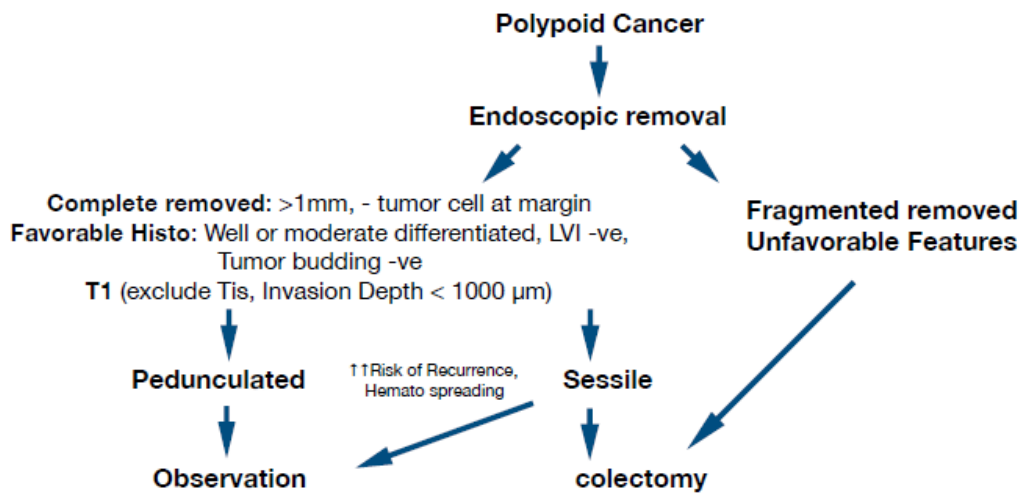 Polypoid Cancer
Endoscopic removal
Complete removed: >1mm, - tumor cell at margin
Favorable Histo: Well or moderate differentiated, LVI -ve,
Tumor budding -ve
T1 (exclude Tis, Invasion Depth < 1000 µm)
Fragmented removed
Unfavorable Features
Pedunculated
↑↑Risk of Recurrence,
Hemato spreading
Sessile
Observation
colectomy